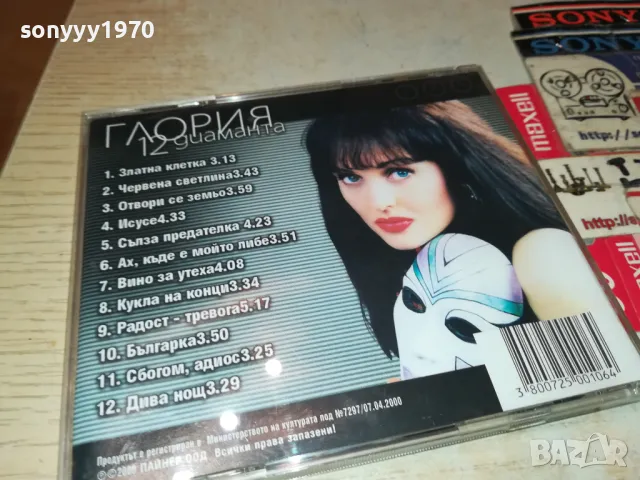 sonyyy1970
SONY
SONY
maxell
http://s
http://sv
maxell
ГЛОРИЯ
12 диаманта
1. Златна клетка 3.13
2. Червена светлина3.43
3. Отвори се земьо3.59
4. Исусе4.33
5. Сълза предателка 4.23
6. Ах, къде е мойто либе3.51
7. Вино за утеха4.08
8. Кукла на конци3.34
9. Радост - тревога5.17
10. Българка3.50
11. Сбогом, адиос3.25
12. Дива нощ3.29
3 800725 001064
Продуктът е регистриран в Министерството на културата под №7297/07.04.2000
℗©2000 ПАЙНЕР ООД Всички права запазени!
BAZAR